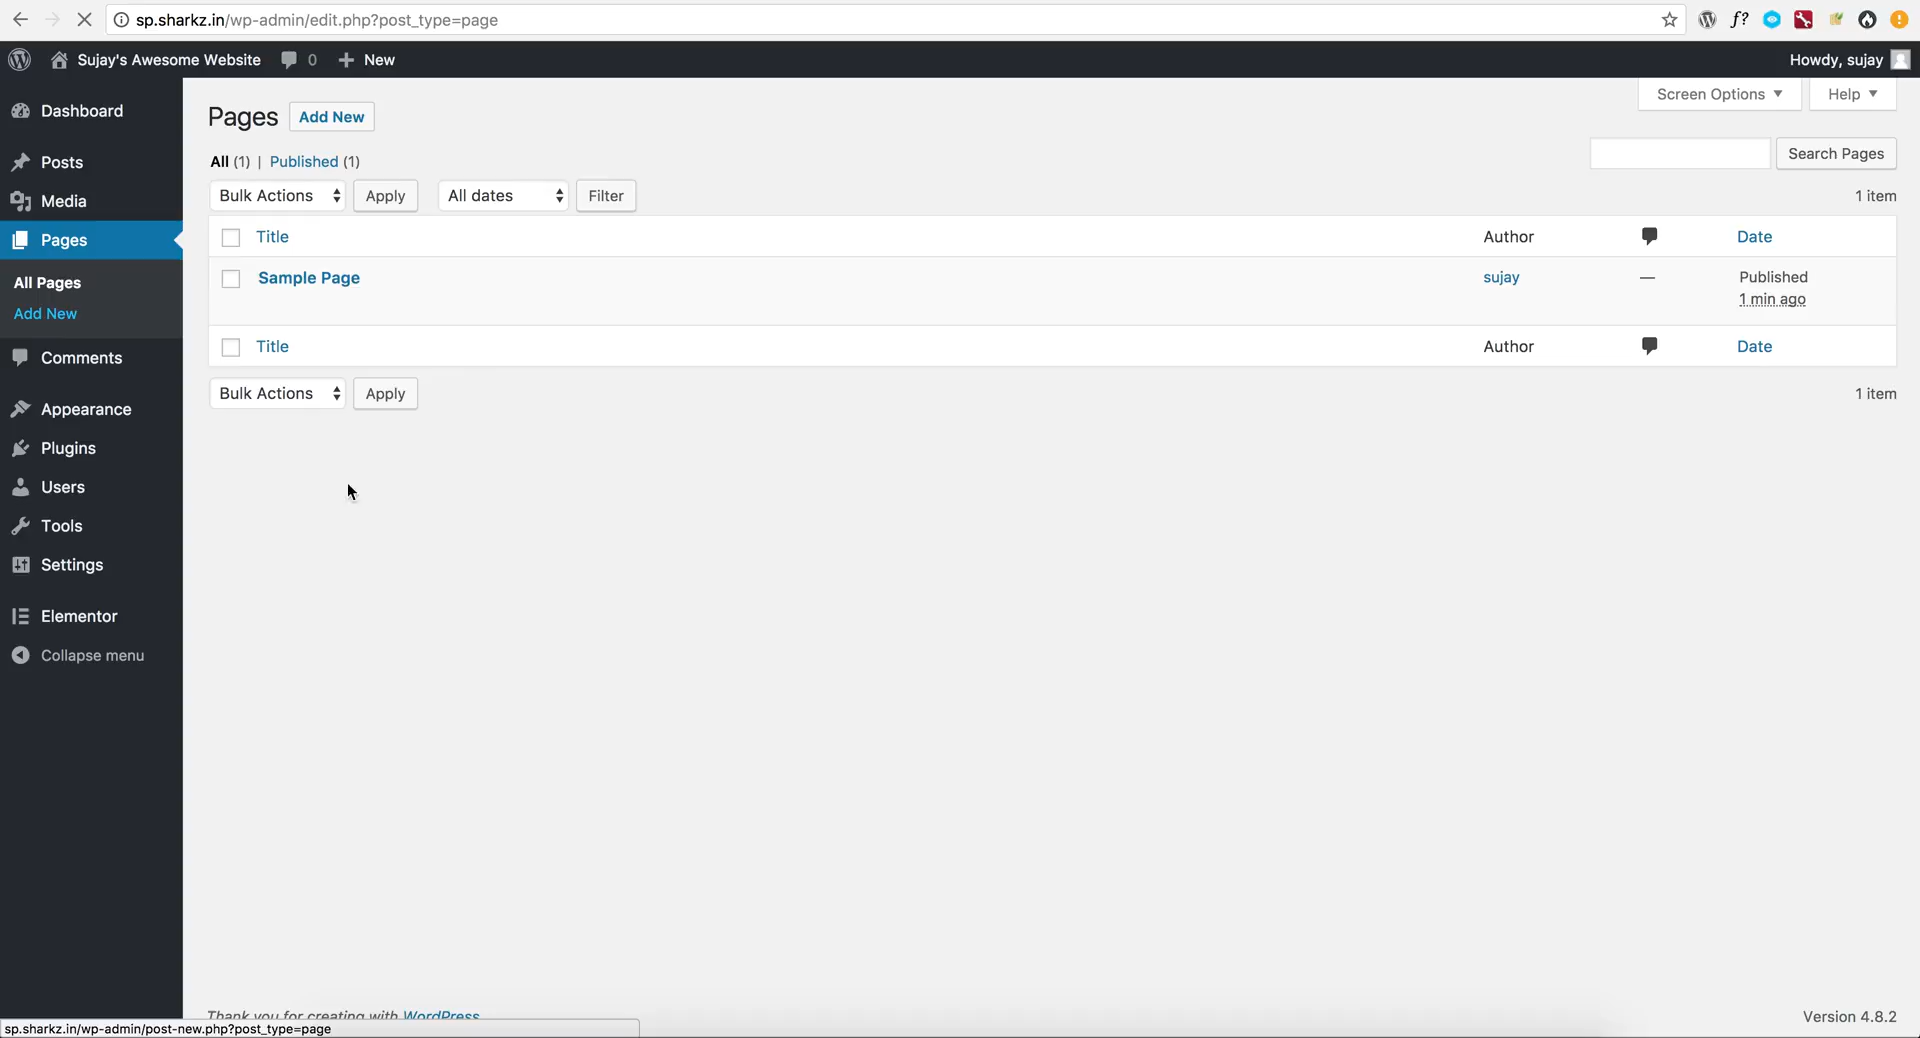 sp.sharkz.in/wp-admin/edit.php?post_type=page
f?
Sujay's Awesome Website 0 New
Howdy, sujay
Dashboard
Posts
Media
Pages
All Pages
Add New
Comments
Appearance
Plugins
Users
Tools
Settings
Elementor
Collapse menu
Screen Options Help
Pages Add New
All (1) | Published (1)
Search Pages
Bulk Actions Apply All dates Filter 1 item
Title Author Date
Sample Page sujay — Published
1 min ago
Title Author Date
Bulk Actions Apply 1 item
Thank you for creating with WordPress
Version 4.8.2
sp.sharkz.in/wp-admin/post-new.php?post_type=page